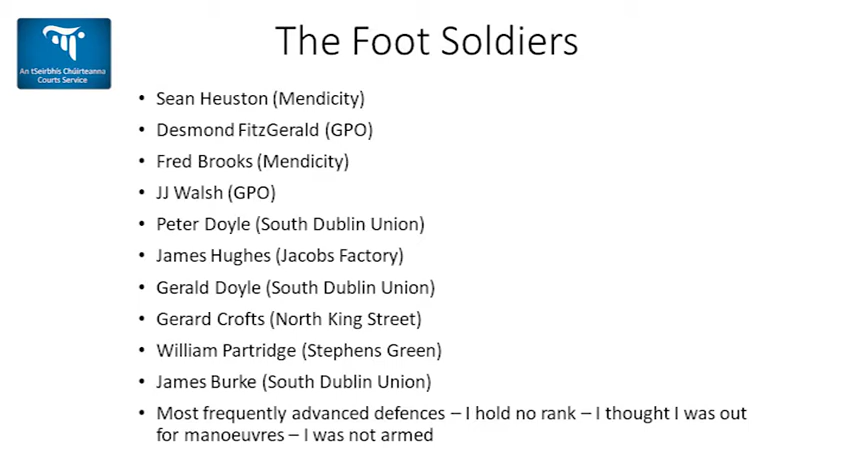 An tSeirbhís Chúirteanna
Courts Service
The Foot Soldiers
• Sean Heuston (Mendicity)
• Desmond FitzGerald (GPO)
• Fred Brooks (Mendicity)
• JJ Walsh (GPO)
• Peter Doyle (South Dublin Union)
• James Hughes (Jacobs Factory)
• Gerald Doyle (South Dublin Union)
• Gerard Crofts (North King Street)
• William Partridge (Stephens Green)
• James Burke (South Dublin Union)
• Most frequently advanced defences – I hold no rank – I thought I was out
for manoeuvres – I was not armed